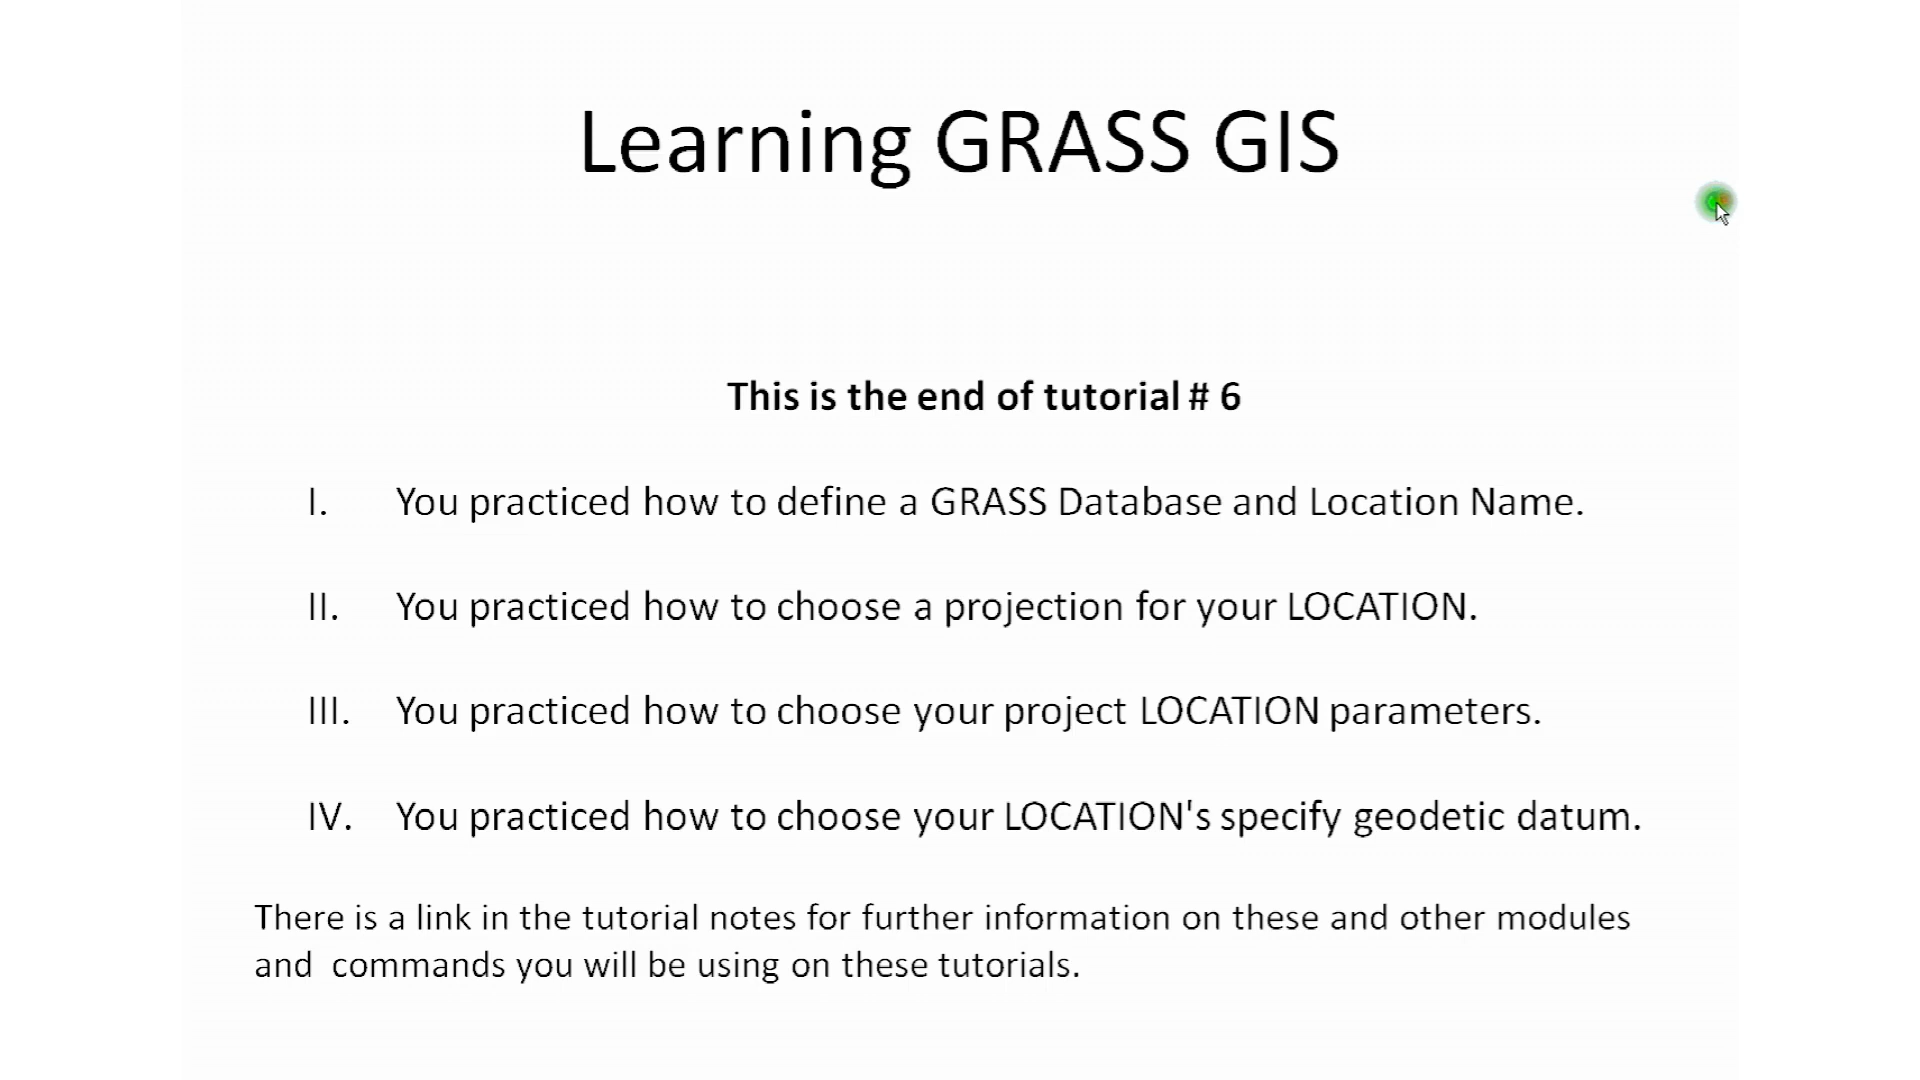 Learning GRASS GIS
This is the end of tutorial # 6
I. You practiced how to define a GRASS Database and Location Name.
II. You practiced how to choose a projection for your LOCATION.
III. You practiced how to choose your project LOCATION parameters.
IV. You practiced how to choose your LOCATION's specify geodetic datum.
There is a link in the tutorial notes for further information on these and other modules
and  commands you will be using on these tutorials.